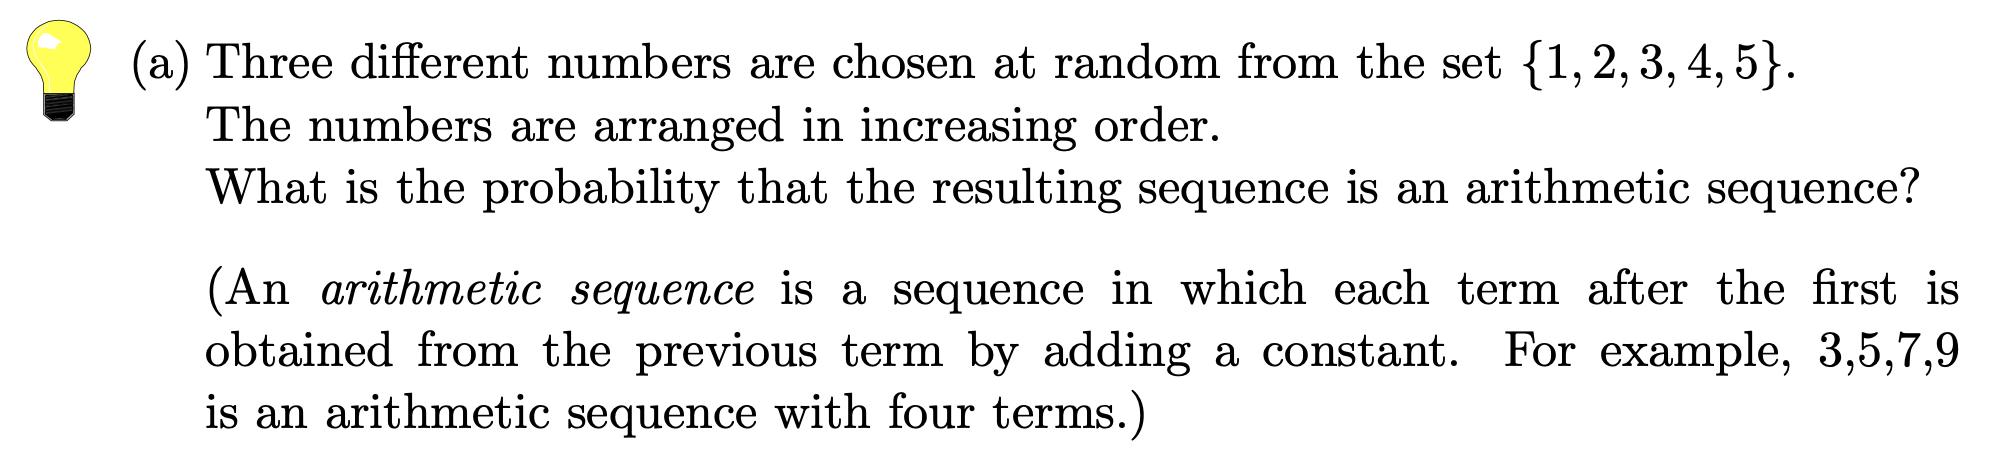 (a) Three different numbers are chosen at random from the set {1, 2, 3, 4, 5}.
The numbers are arranged in increasing order.
What is the probability that the resulting sequence is an arithmetic sequence?
(An arithmetic sequence is a sequence in which each term after the first is
obtained from the previous term by adding a constant. For example, 3,5,7,9
is an arithmetic sequence with four terms.)